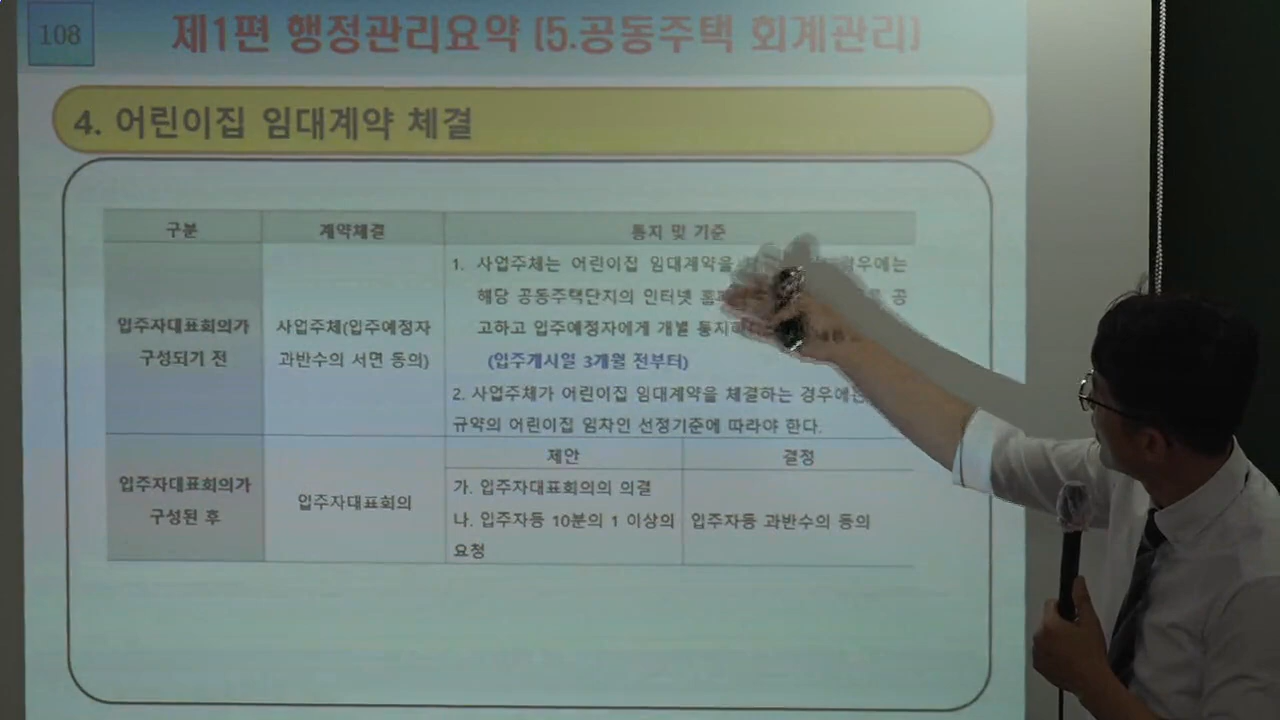 108
제1편 행정관리요약 (5.공동주택 회계관리)
4. 어린이집 임대계약 체결
구분
계약체결
통지 및 기준
입주자대표회의가
구성되기 전
사업주체(입주예정자
과반수의 서면 동의)
1. 사업주체는 어린이집 임대계약을 경우에는
해당 공동주택단지의 인터넷 공
고하고 입주예정자에게 개별
(입주개시일 3개월 전부터)
2. 사업주체가 어린이집 임대계약을 체결하는 경우에는
규약의 어린이집 임차인 선정기준에 따라야 한다.
입주자대표회의가
구성된 후
입주자대표회의
제안
결정
가. 입주자대표회의의 의결
나. 입주자등 10분의 1 이상의
요청
입주자등 과반수의 동의